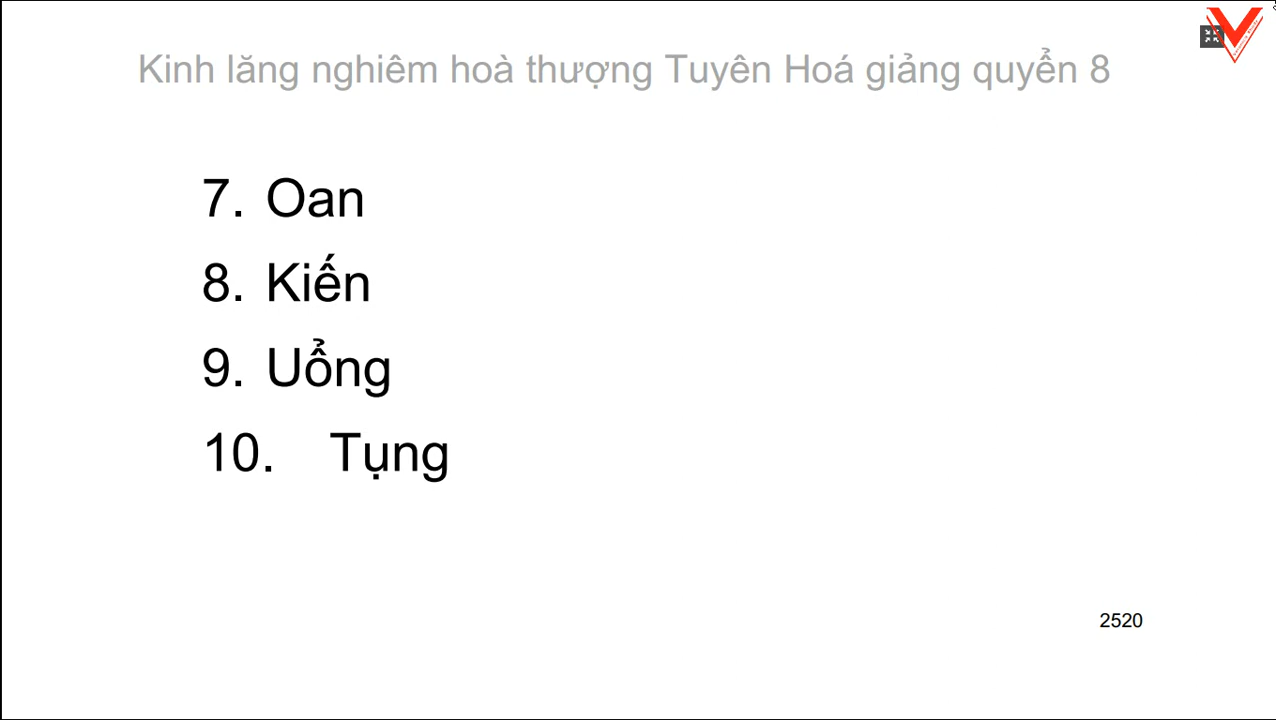 Kinh lăng nghiêm hoà thượng Tuyên Hoá giảng quyển 8
7. Oan
8. Kiến
9. Uổng
10. Tụng
2520